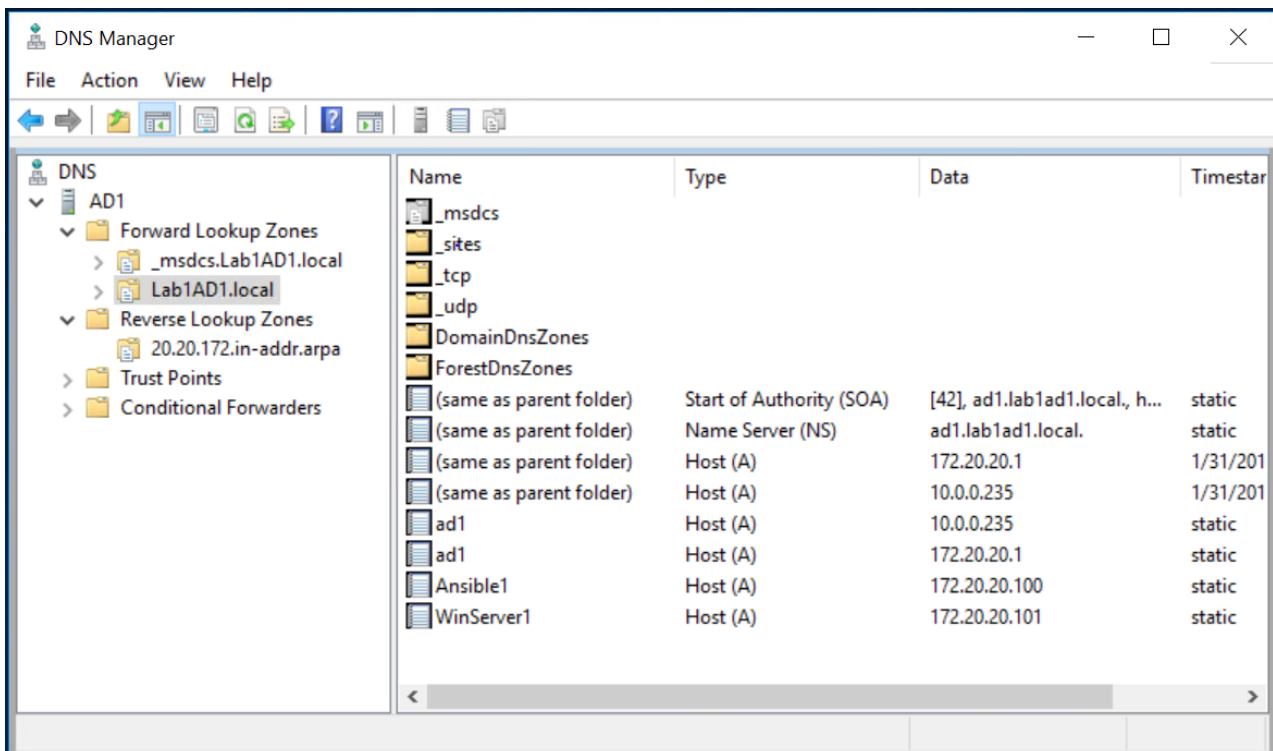 DNS Manager
File Action View Help
DNS
AD1
Forward Lookup Zones
_msdcs.Lab1AD1.local
Lab1AD1.local
Reverse Lookup Zones
20.20.172.in-addr.arpa
Trust Points
Conditional Forwarders
Name Type Data Timestar
_msdcs
_sites
_tcp
_udp
DomainDnsZones
ForestDnsZones
(same as parent folder) Start of Authority (SOA) [42], ad1.lab1ad1.local., h... static
(same as parent folder) Name Server (NS) ad1.lab1ad1.local. static
(same as parent folder) Host (A) 172.20.20.1 1/31/201
(same as parent folder) Host (A) 10.0.0.235 1/31/201
ad1 Host (A) 10.0.0.235 static
ad1 Host (A) 172.20.20.1 static
Ansible1 Host (A) 172.20.20.100 static
WinServer1 Host (A) 172.20.20.101 static